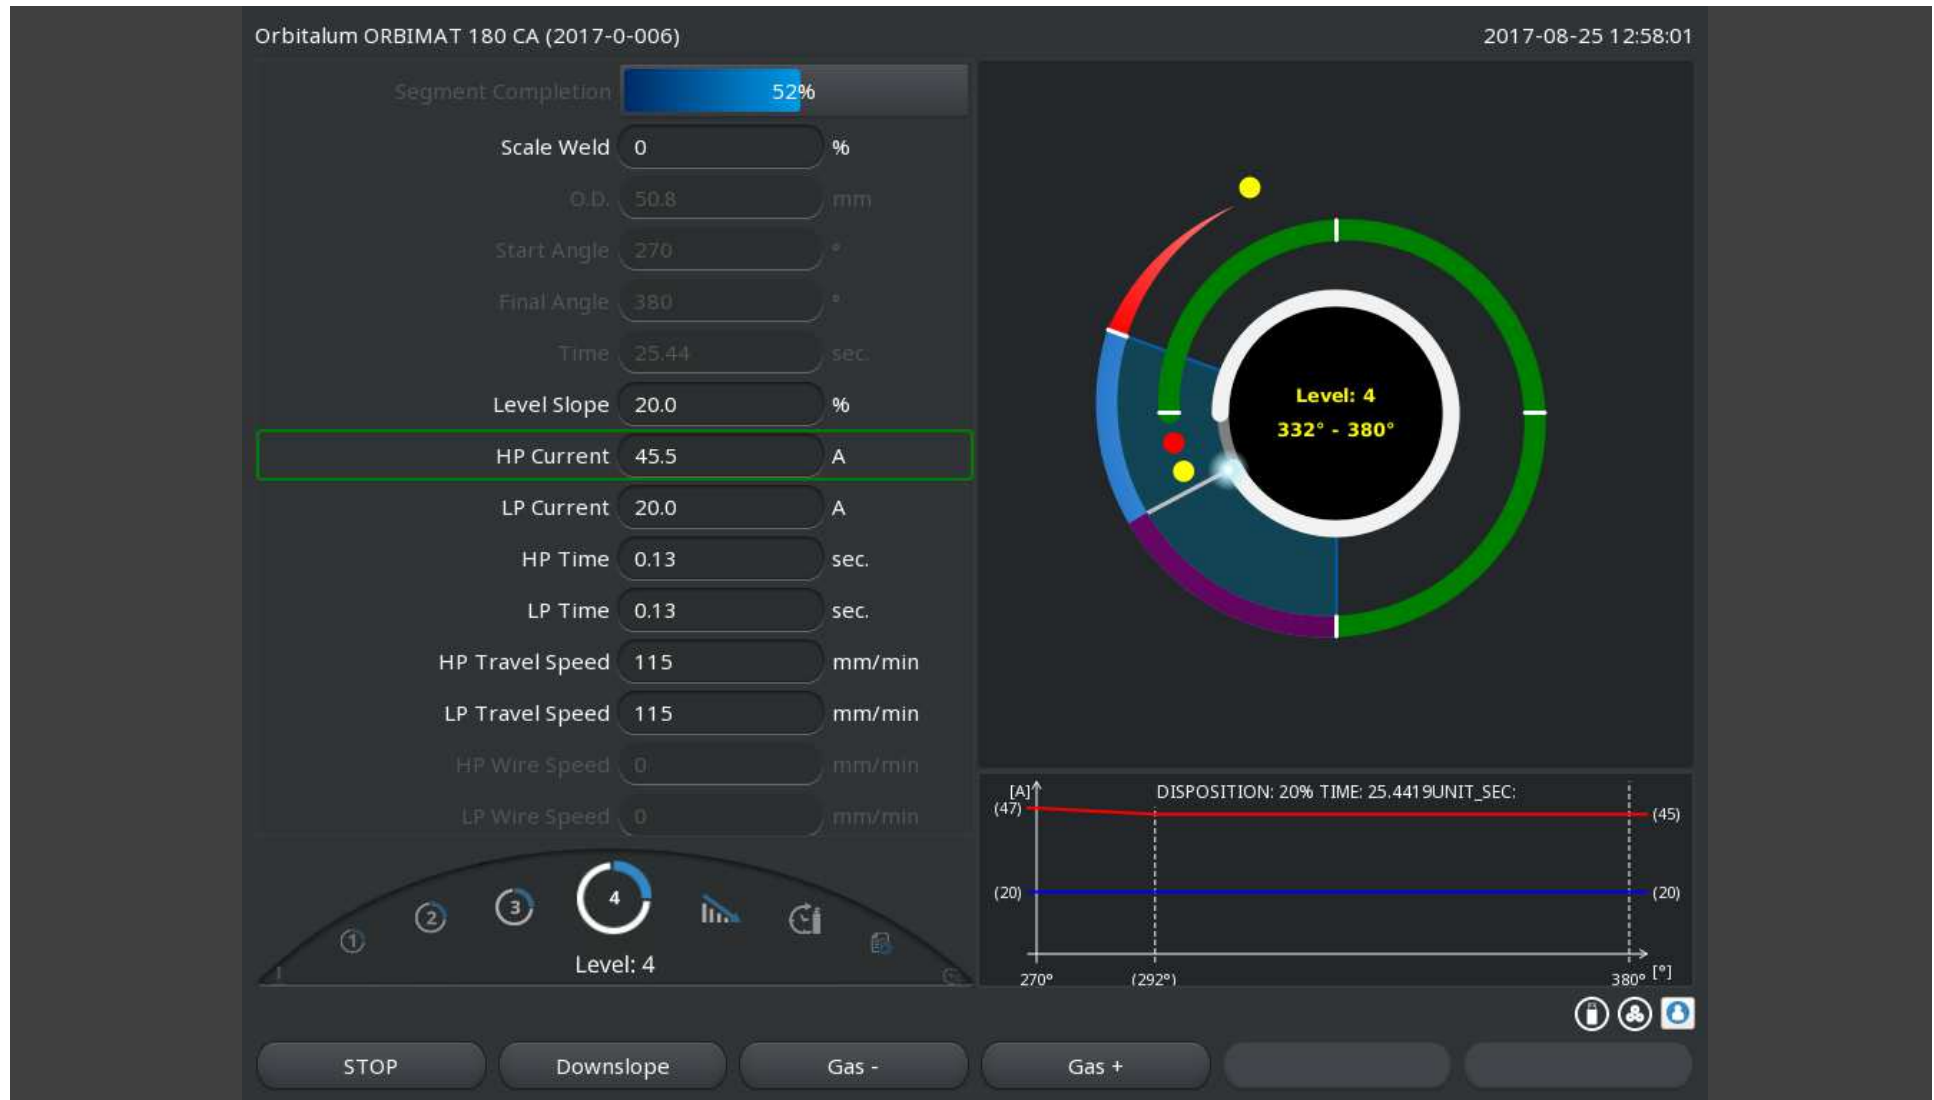 Orbitalum ORBIMAT 180 CA (2017-0-006) 2017-08-25 12:58:01
Segment Completion 52%
Scale Weld 0 %
O.D. 50.8 mm
Start Angle 270 °
Final Angle 380 °
Time 25.44 sec.
Level Slope 20.0 %
HP Current 45.5 A
LP Current 20.0 A
HP Time 0.13 sec.
LP Time 0.13 sec.
HP Travel Speed 115 mm/min
LP Travel Speed 115 mm/min
HP Wire Speed 0 mm/min
LP Wire Speed 0 mm/min
1 2 3 4
Level: 4
Level: 4
332° - 380°
DISPOSITION: 20% TIME: 25.4419UNIT_SEC:
[A]
(47) (45)
(20) (20)
270° (292°) 380° [°]
STOP Downslope Gas - Gas +